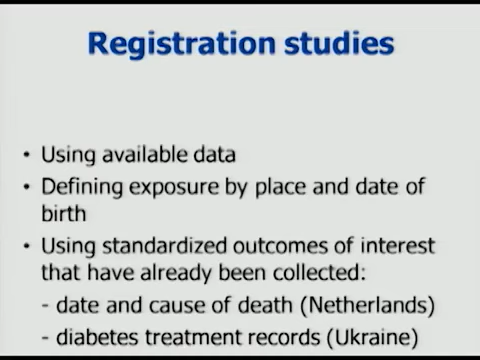 Registration studies
• Using available data
• Defining exposure by place and date of
birth
• Using standardized outcomes of interest
that have already been collected:
- date and cause of death (Netherlands)
- diabetes treatment records (Ukraine)